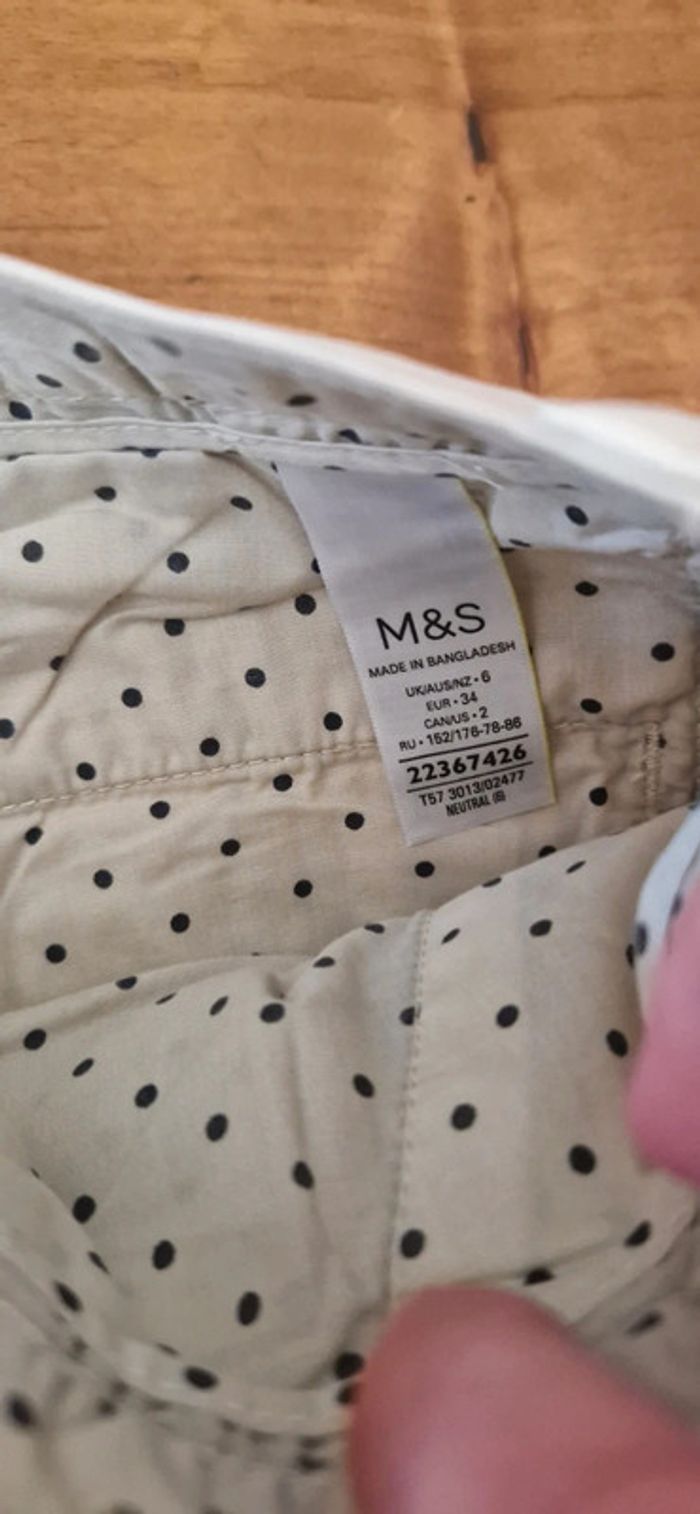 M&S
MADE IN BANGLADESH
UK/AUS/NZ • 6
EUR • 34
CAN/US • 2
RU • 152/176-78-86
22367426
T57 3013/02477
NEUTRAL (6)